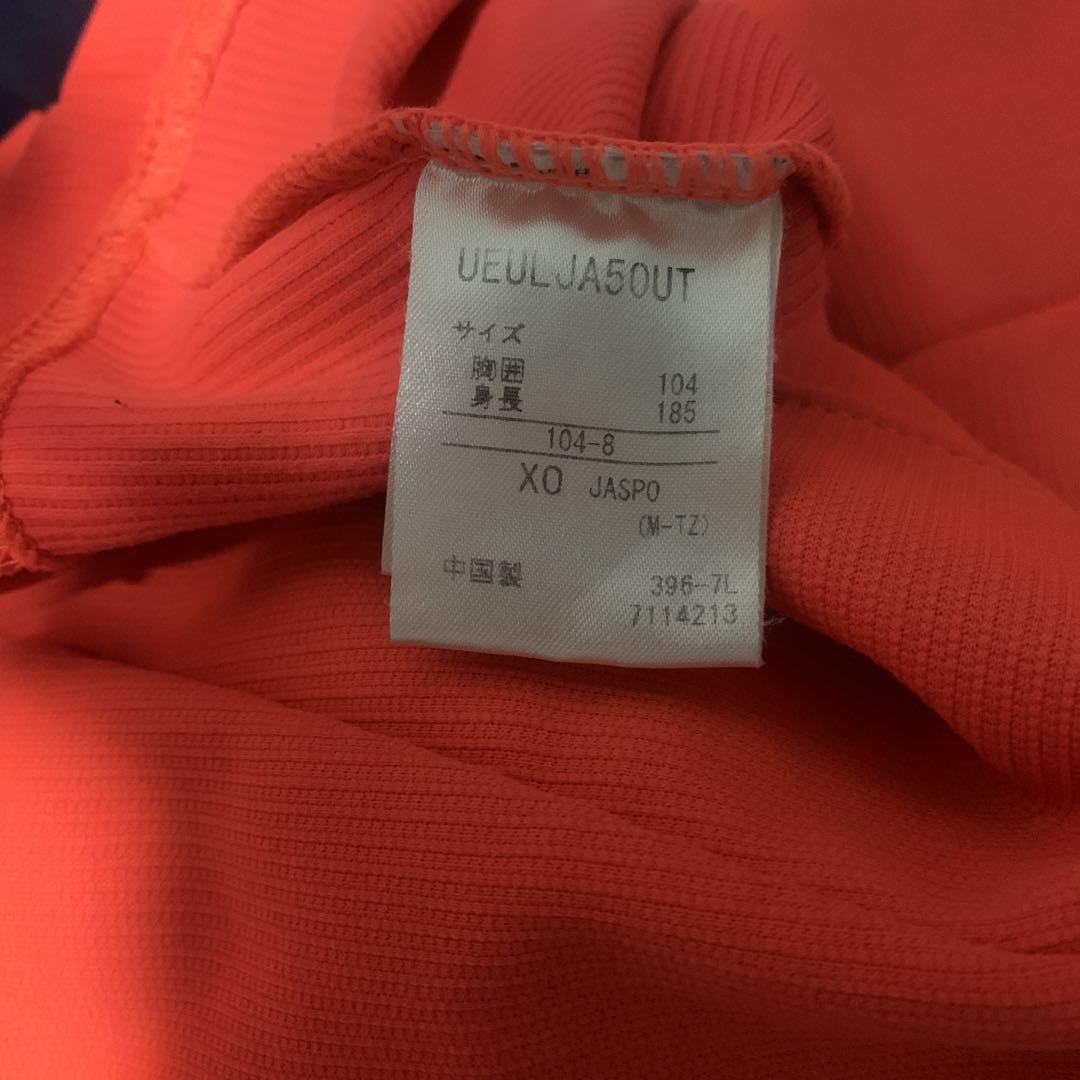 UEULJA50UT
サイズ
胸囲 104
身長 185
104-8
XO JASPO
(M-TZ)
中国製 396-7L
7114213